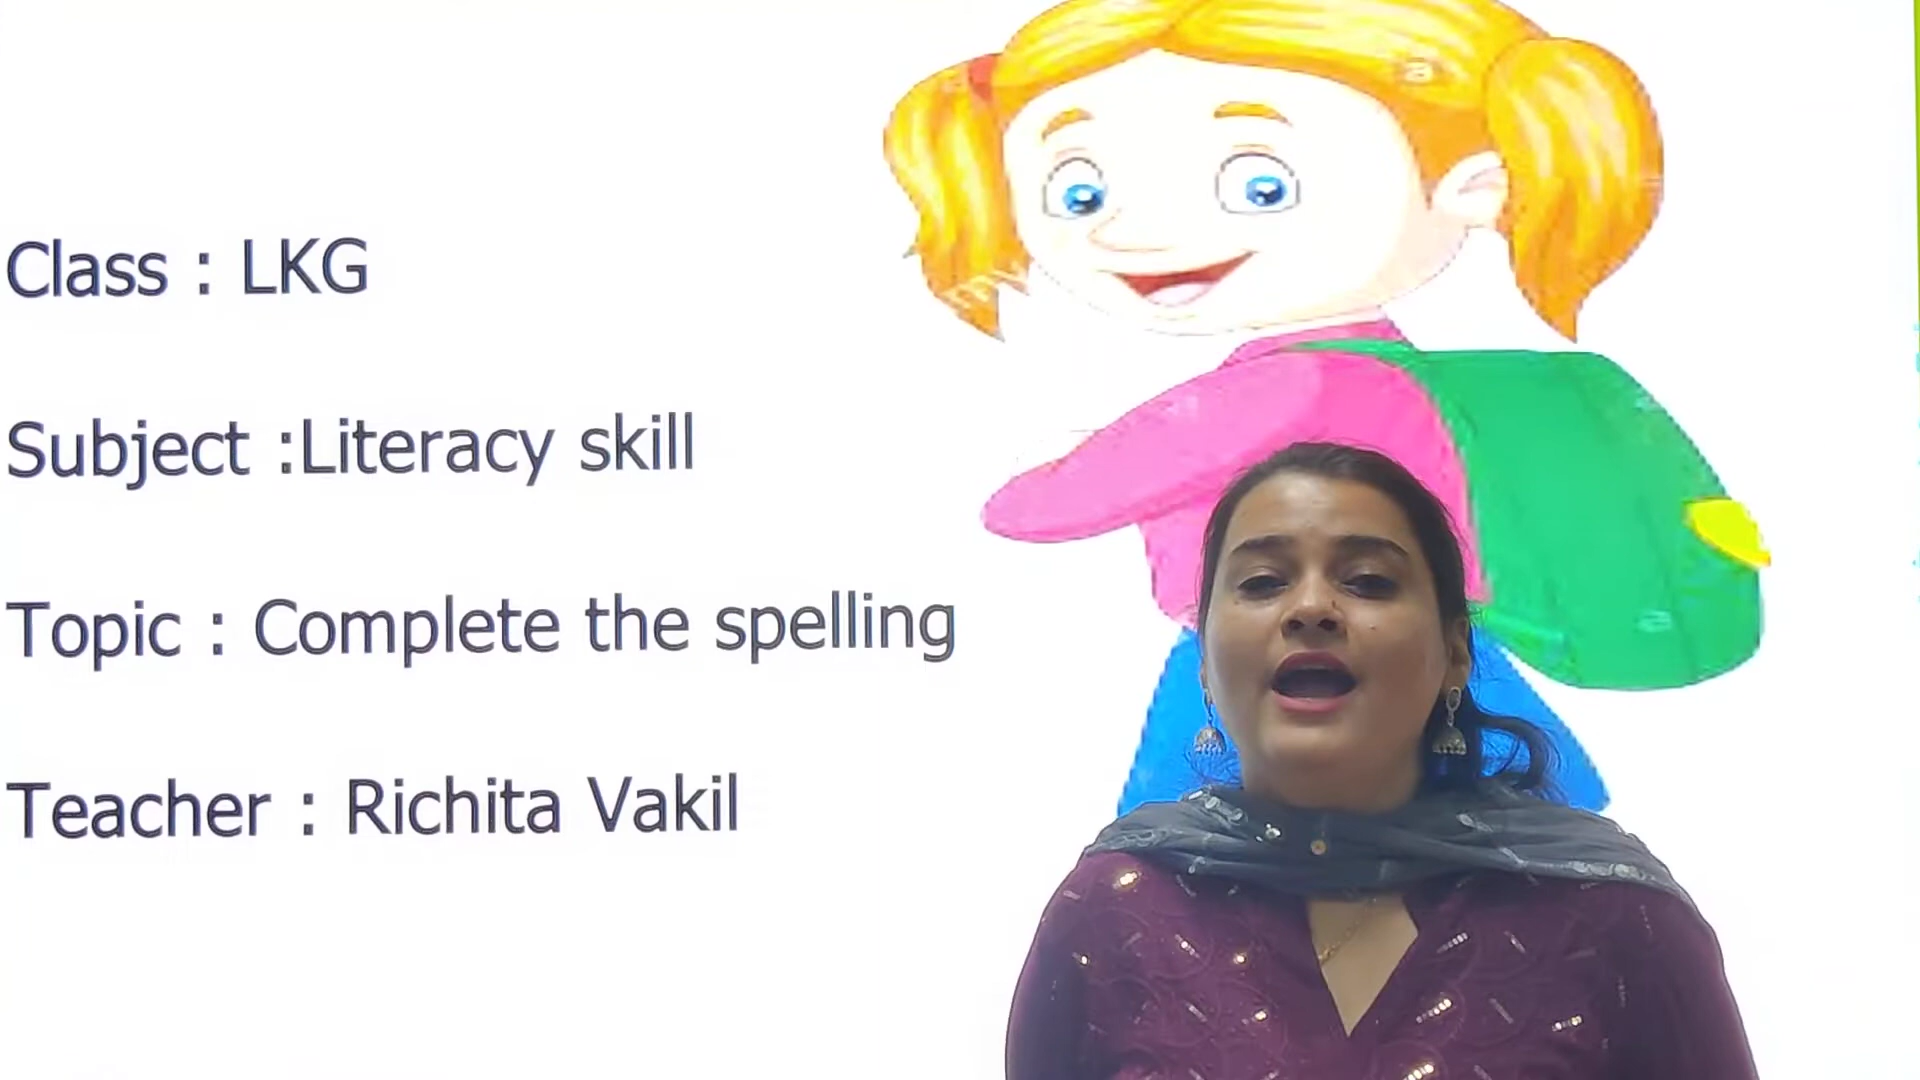 Class : LKG
Subject :Literacy skill
Topic : Complete the spelling
Teacher : Richita Vakil